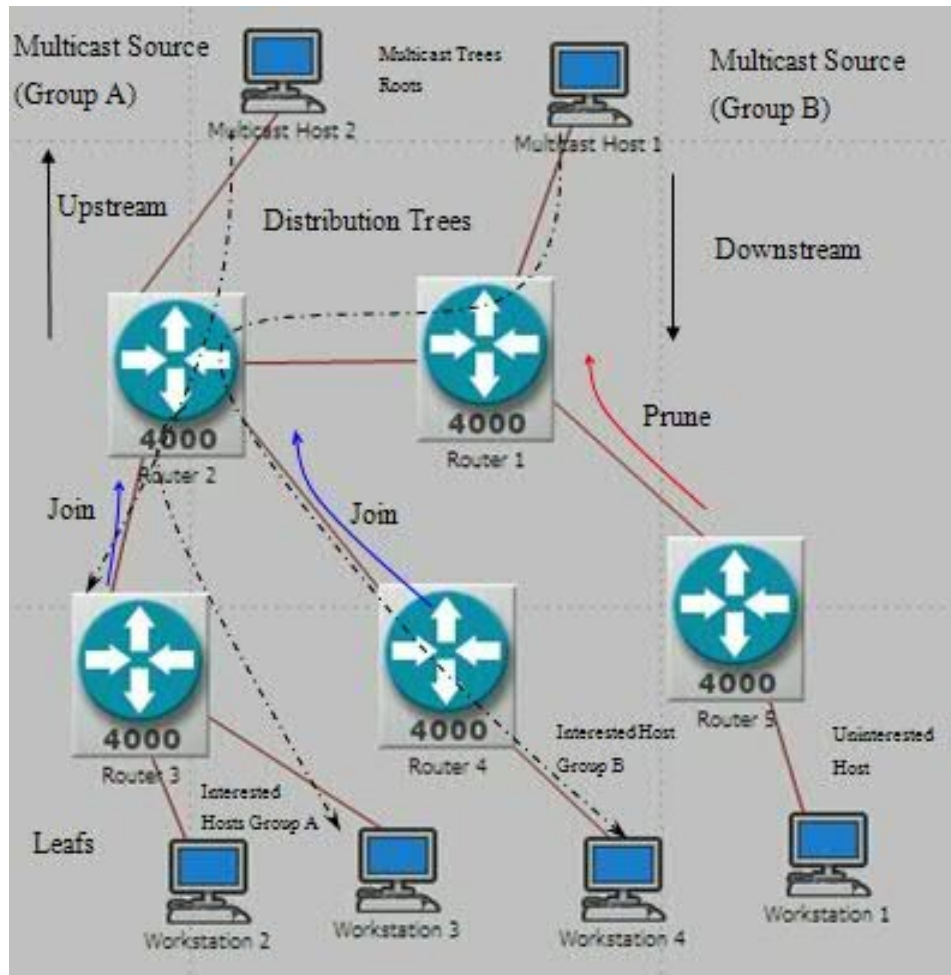 Multicast Source
(Group A)
Multicast Trees
Roots
Multicast Source
(Group B)
Multicast Host 2
Multicast Host 1
Upstream
Distribution Trees
Downstream
4000
Router 2
4000
Router 1
Prune
Join
Join
4000
Router 3
4000
Router 4
4000
Router 5
Interested Host
Group B
Uninterested
Host
Interested
Hosts Group A
Leafs
Workstation 2
Workstation 3
Workstation 4
Workstation 1